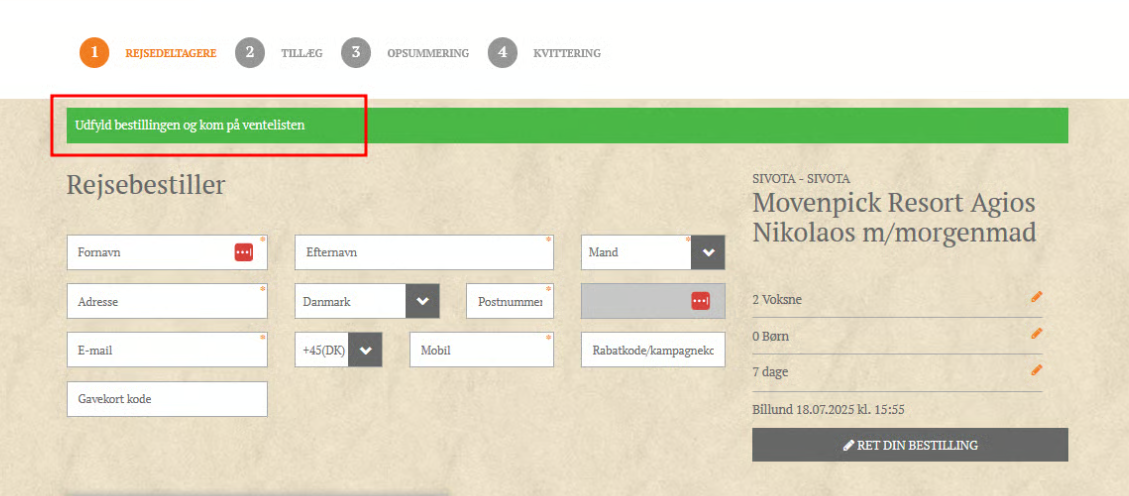 1 REJSEDELTAGERE 2 TILLÆG 3 OPSUMMERING 4 KVITTERING
Udfyld bestillingen og kom på ventelisten
Rejsebestiller
Fornavn * Efternavn * Mand *
Adresse * Danmark Postnummer *
E-mail * +45(DK) Mobil * Rabatkode/kampagnekc
Gavekort kode
SIVOTA - SIVOTA
Movenpick Resort Agios
Nikolaos m/morgenmad
2 Voksne
0 Børn
7 dage
Billund 18.07.2025 kl. 15:55
RET DIN BESTILLING